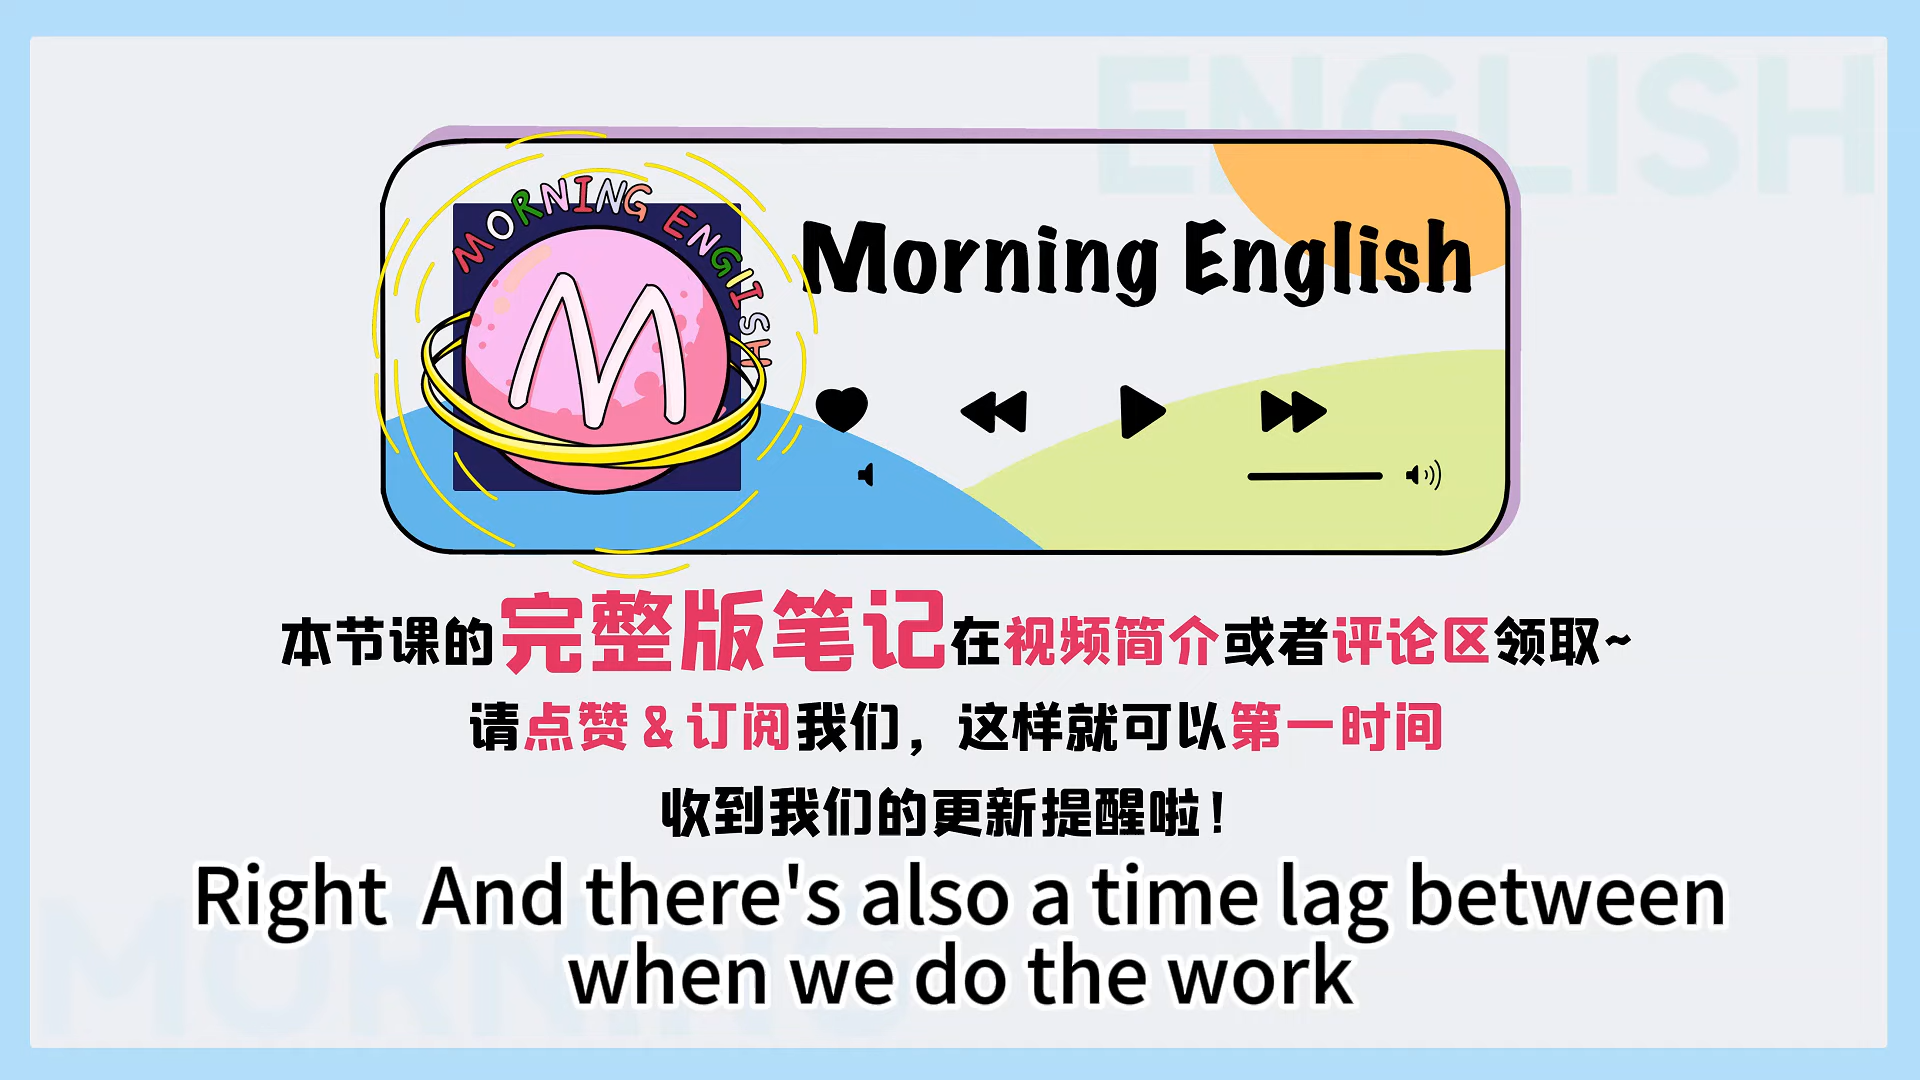 ENGLISH
MORNING ENGLISH
M
Morning English
本节课的完整版笔记在视频简介或者评论区领取~
请点赞&订阅我们，这样就可以第一时间
收到我们的更新提醒啦！
MORNING
Right And there's also a time lag between
when we do the work